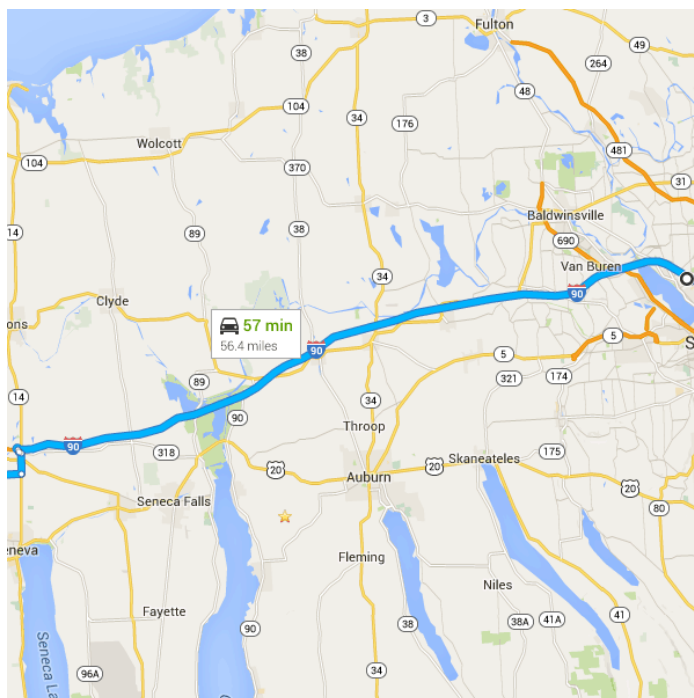 3
Fulton
49
38
264
104
48
34
176
Wolcott
481
104
370
31
14
38
Baldwinsville
89
690
Van Buren
34
90
Clyde
ons
57 min
56.4 miles
5
S
90
5
89
321
174
14
34
90
Throop
90
318
175
Skaneateles
20
20
Auburn
20
Seneca Falls
80
eneva
Fleming
Niles
Fayette
41
38
38A
41A
90
Seneca La
34
96A